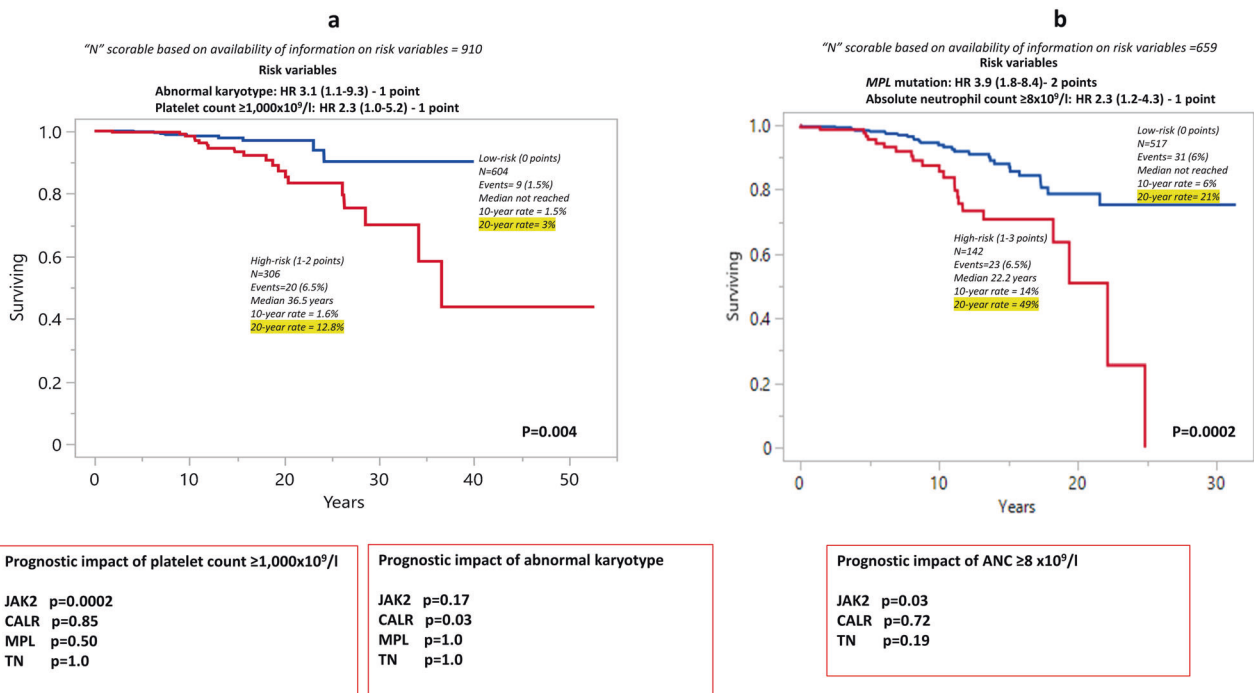 a
“N” scorable based on availability of information on risk variables = 910
Risk variables
Abnormal karyotype: HR 3.1 (1.1-9.3) - 1 point
Platelet count ≥1,000x10⁹/l: HR 2.3 (1.0-5.2) - 1 point
1.0
0.8
0.6
0.4
0.2
0
Surviving
Low-risk (0 points)
N=604
Events= 9 (1.5%)
Median not reached
10-year rate = 1.5%
20-year rate= 3%
High-risk (1-2 points)
N=306
Events=20 (6.5%)
Median 36.5 years
10-year rate = 1.6%
20-year rate = 12.8%
P=0.004
0 10 20 30 40 50
Years
b
“N” scorable based on availability of information on risk variables =659
Risk variables
MPL mutation: HR 3.9 (1.8-8.4)- 2 points
Absolute neutrophil count ≥8x10⁹/l: HR 2.3 (1.2-4.3) - 1 point
1.0
0.8
0.6
0.4
0.2
0
Surviving
Low-risk (0 points)
N=517
Events= 31 (6%)
Median not reached
10-year rate = 6%
20-year rate= 21%
High-risk (1-3 points)
N=142
Events=23 (6.5%)
Median 22.2 years
10-year rate = 14%
20-year rate = 49%
P=0.0002
0 10 20 30
Years
Prognostic impact of platelet count ≥1,000x10⁹/l
JAK2 p=0.0002
CALR p=0.85
MPL p=0.50
TN p=1.0
Prognostic impact of abnormal karyotype
JAK2 p=0.17
CALR p=0.03
MPL p=1.0
TN p=1.0
Prognostic impact of ANC ≥8 x10⁹/l
JAK2 p=0.03
CALR p=0.72
TN p=0.19